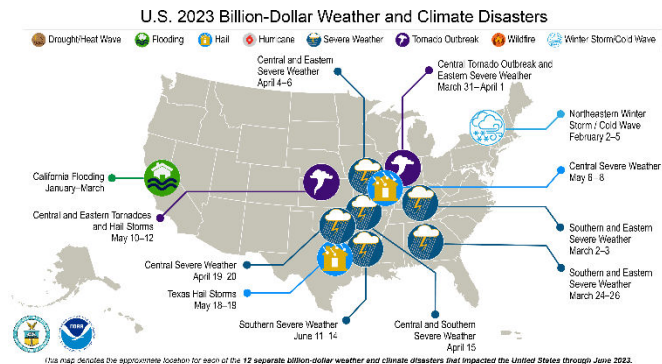 U.S. 2023 Billion-Dollar Weather and Climate Disasters
Drought/Heat Wave
Flooding
Hail
Hurricane
Severe Weather
Tornado Outbreak
Wildfire
Winter Storm/Cold Wave
Central and Eastern
Severe Weather
April 4–6
Central Tornado Outbreak and
Eastern Severe Weather
March 31–April 1
Northeastern Winter
Storm / Cold Wave
February 2–5
California Flooding
January–March
Central Severe Weather
May 6–8
Central and Eastern Tornadoes
and Hail Storms
May 10–12
Southern and Eastern
Severe Weather
March 2–3
Central Severe Weather
April 19–20
Southern and Eastern
Severe Weather
March 24–26
Texas Hail Storms
May 18–19
Southern Severe Weather
June 11–14
Central and Southern
Severe Weather
April 15
NOAA
This map denotes the approximate location for each of the 12 separate billion-dollar weather and climate disasters that impacted the United States through June 2023.